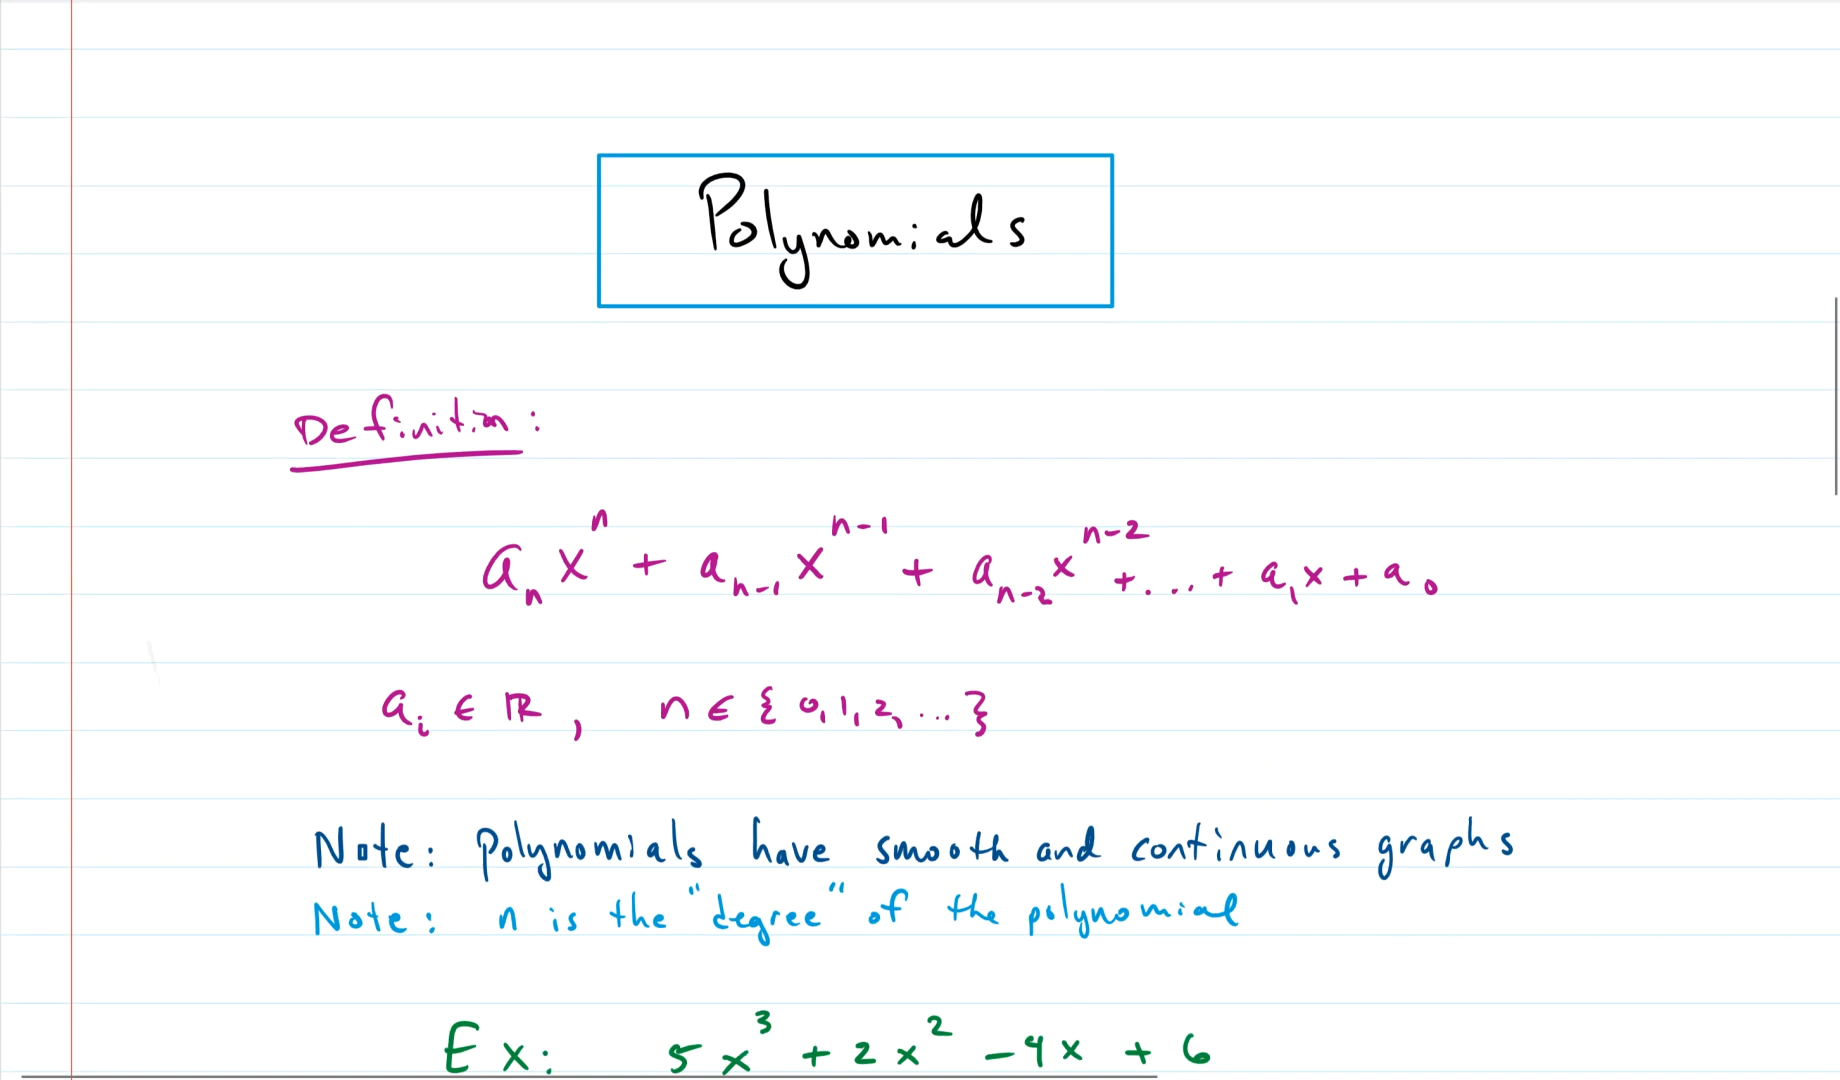 Polynomials
Definition:
aₙxⁿ + aₙ₋₁xⁿ⁻¹ + aₙ₋₂xⁿ⁻² + ... + a₁x + a₀
aᵢ ∈ ℝ, n ∈ {0,1,2,...}
Note: Polynomials have smooth and continuous graphs
Note: n is the "degree" of the polynomial
Ex: 5x³ + 2x² - 4x + 6